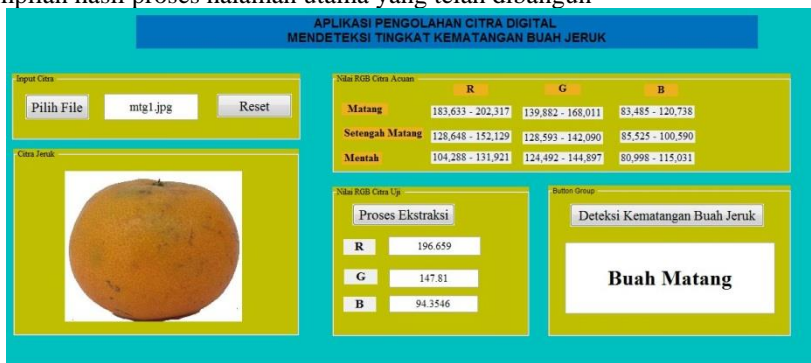 mpilan hasil proses halaman utama yang telah dibangun
APLIKASI PENGOLAHAN CITRA DIGITAL
MENDETEKSI TINGKAT KEMATANGAN BUAH JERUK
Input Citra
Pilih File mtg1.jpg Reset
Citra Jeruk
Nilai RGB Citra Acuan
R G B
Matang 183,633 - 202,317 139,882 - 168,011 83,485 - 120,738
Setengah Matang 128,648 - 152,129 128,593 - 142,090 85,525 - 100,590
Mentah 104,288 - 131,921 124,492 - 144,897 80,998 - 115,031
Nilai RGB Citra Uji
Proses Ekstraksi
R 196.659
G 147.81
B 94.3546
Button Group
Deteksi Kematangan Buah Jeruk
Buah Matang